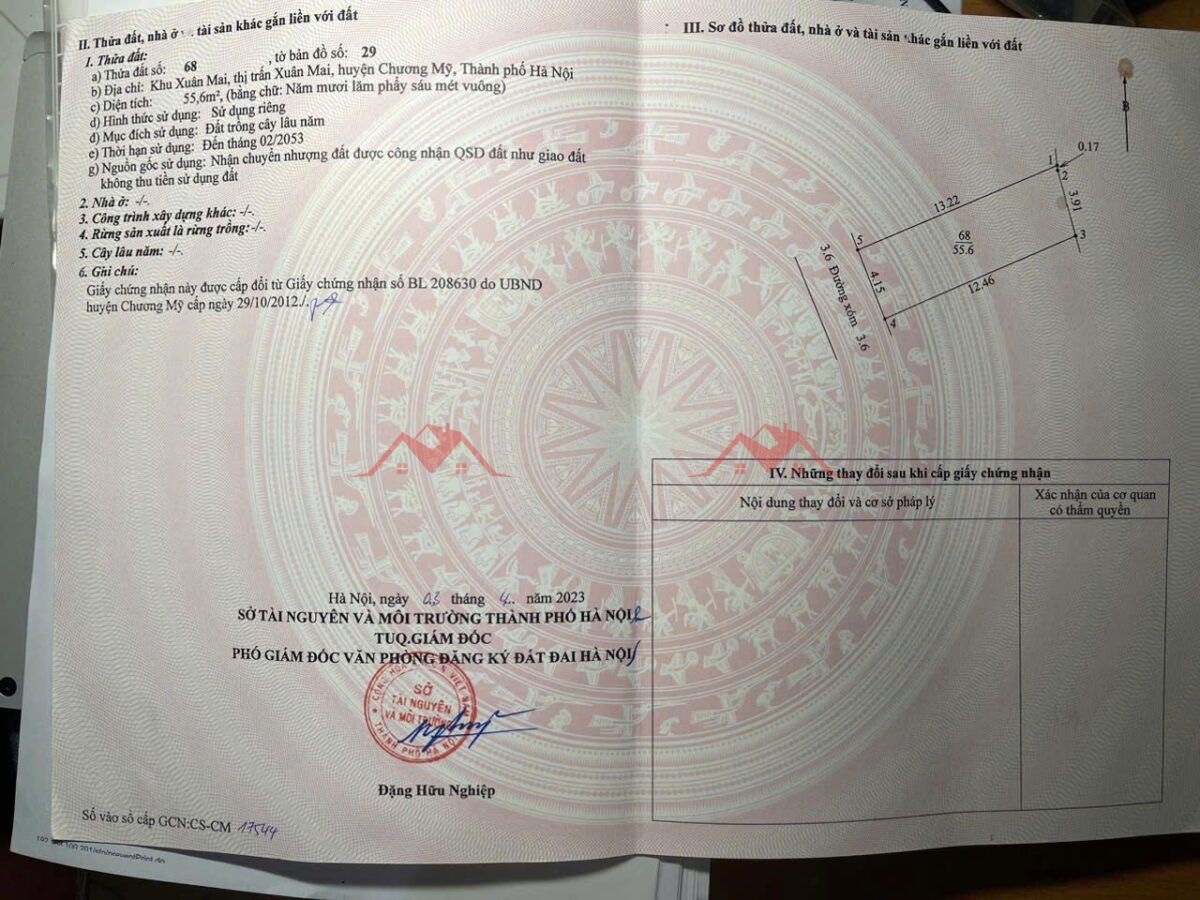 II. Thửa đất, nhà ở tài sản khác gắn liền với đất
1. Thửa đất:
a) Thửa đất số: 68 , tờ bản đồ số: 29
b) Địa chỉ: Khu Xuân Mai, thị trấn Xuân Mai, huyện Chương Mỹ, Thành phố Hà Nội
c) Diện tích: 55,6m², (bằng chữ: Năm mươi lăm phẩy sáu mét vuông)
d) Hình thức sử dụng: Sử dụng riêng
đ) Mục đích sử dụng: Đất trồng cây lâu năm
e) Thời hạn sử dụng: Đến tháng 02/2053
g) Nguồn gốc sử dụng: Nhận chuyển nhượng đất được công nhận QSD đất như giao đất
không thu tiền sử dụng đất
2. Nhà ở: -/-.
3. Công trình xây dựng khác: -/-.
4. Rừng sản xuất là rừng trồng:-/-.
5. Cây lâu năm: -/-.
6. Ghi chú:
Giấy chứng nhận này được cấp đổi từ Giấy chứng nhận số BL 208630 do UBND
huyện Chương Mỹ cấp ngày 29/10/2012./.
Hà Nội, ngày 03 tháng 4.. năm 2023
SỞ TÀI NGUYÊN VÀ MÔI TRƯỜNG THÀNH PHỐ HÀ NỘI
TUQ.GIÁM ĐỐC
PHÓ GIÁM ĐỐC VĂN PHÒNG ĐĂNG KÝ ĐẤT ĐAI HÀ NỘI
SỞ
TÀI NGUYÊN
VÀ MÔI TRƯỜNG
THÀNH PHỐ HÀ NỘI
Đặng Hữu Nghiệp
Số vào sổ cấp GCN:CS-CM 17544
III. Sơ đồ thửa đất, nhà ở và tài sản khác gắn liền với đất
B
0.17
1
2
13.22
3.91
3
5
68
55.6
4.15
12.46
4
3.6 Đường xóm 3.6
IV. Những thay đổi sau khi cấp giấy chứng nhận
Nội dung thay đổi và cơ sở pháp lý
Xác nhận của cơ quan
có thẩm quyền